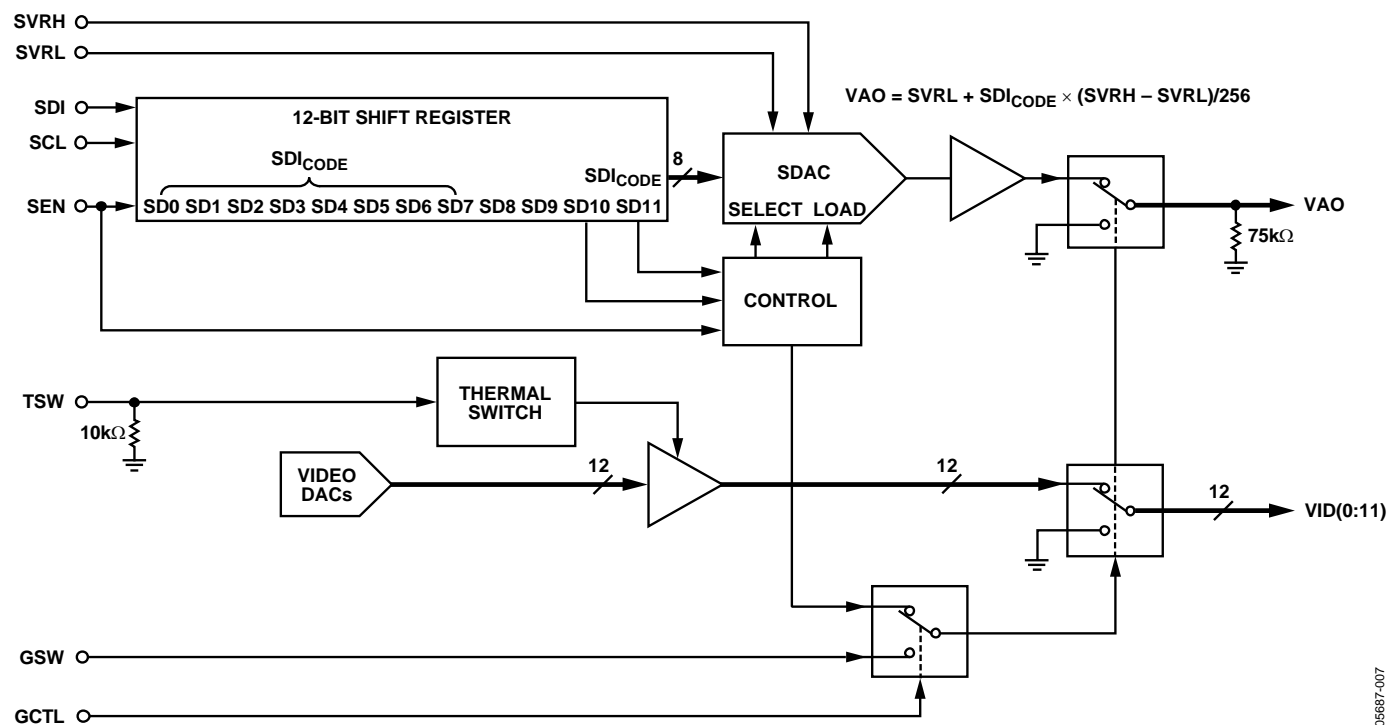 SVRH
SVRL
VAO = SVRL + SDICODE × (SVRH – SVRL)/256
SDI
12-BIT SHIFT REGISTER
SCL
SDICODE
SDICODE
8
SDAC
SEN
SD0 SD1 SD2 SD3 SD4 SD5 SD6 SD7 SD8 SD9 SD10 SD11
SELECT LOAD
VAO
75kΩ
CONTROL
TSW
THERMAL
SWITCH
10kΩ
VIDEO
DACs
12
12
12
VID(0:11)
GSW
GCTL
05687-007